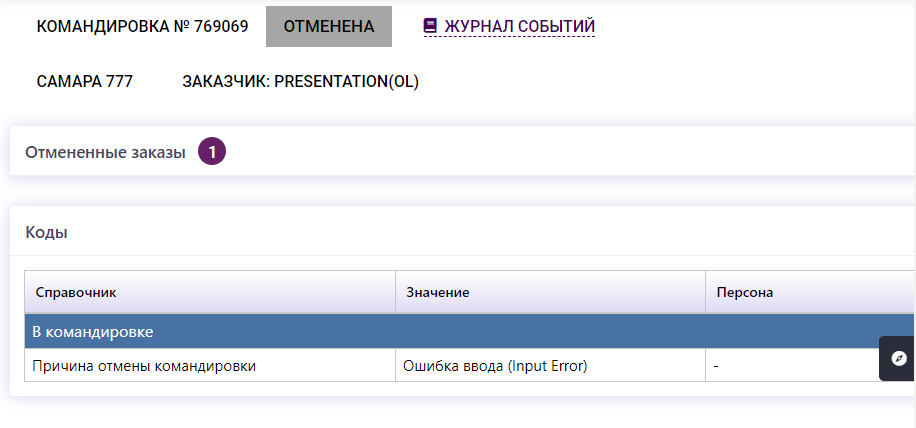 КОМАНДИРОВКА № 769069 ОТМЕНЕНА ЖУРНАЛ СОБЫТИЙ
САМАРА 777 ЗАКАЗЧИК: PRESENTATION(OL)
Отмененные заказы 1
Коды
Справочник Значение Персона
В командировке
Причина отмены командировки Ошибка ввода (Input Error) -